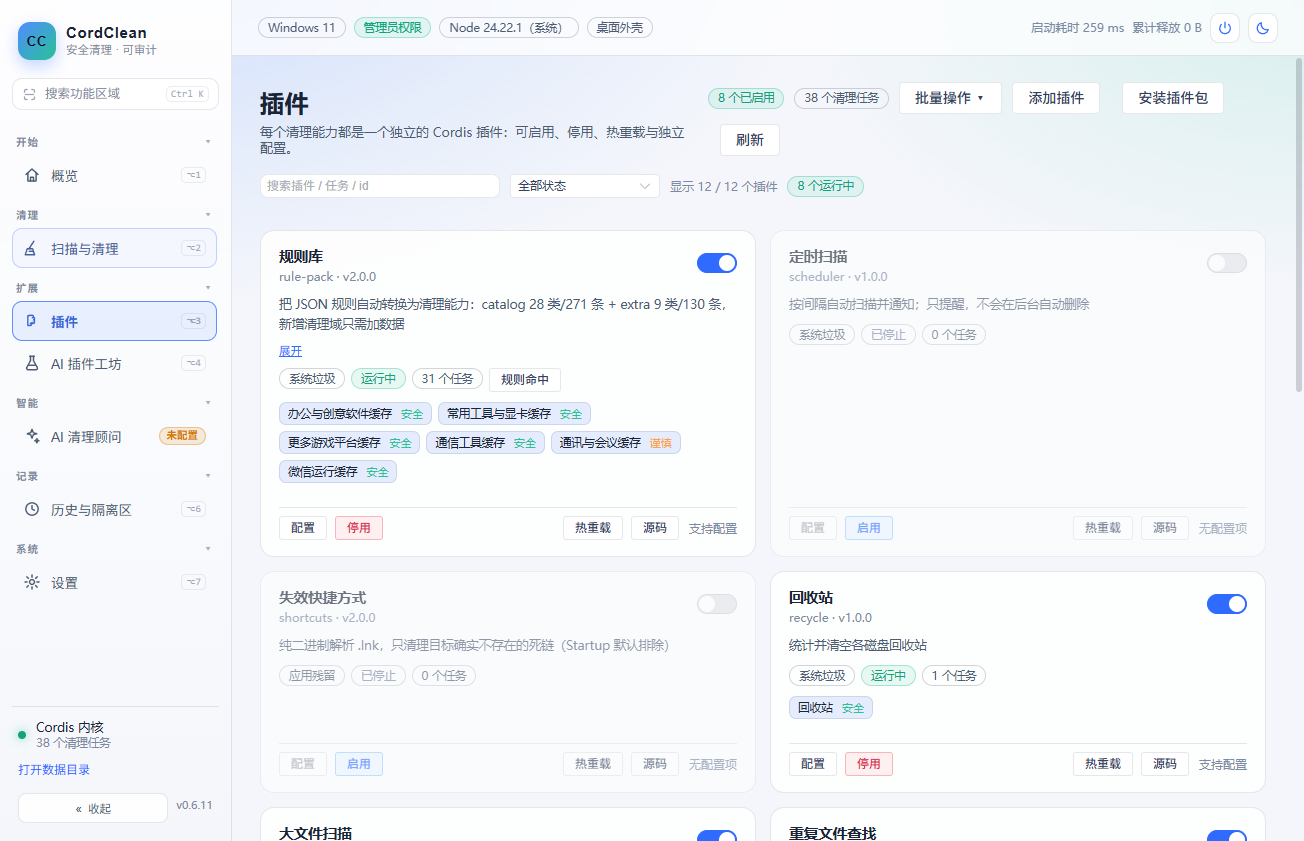 CC
CordClean
安全清理 · 可审计
搜索功能区域
Ctrl K
开始
概览
⌥1
清理
扫描与清理
⌥2
扩展
插件
⌥3
AI 插件工坊
⌥4
智能
AI 清理顾问
未配置
记录
历史与隔离区
⌥6
系统
设置
⌥7
Cordis 内核
38 个清理任务
打开数据目录
« 收起
v0.6.11
Windows 11
管理员权限
Node 24.22.1（系统）
桌面外壳
启动耗时 259 ms 累计释放 0 B
插件
每个清理能力都是一个独立的 Cordis 插件：可启用、停用、热重载与独立
配置。
8 个已启用
38 个清理任务
批量操作 ▾
添加插件
安装插件包
刷新
搜索插件 / 任务 / id
全部状态
显示 12 / 12 个插件
8 个运行中
规则库
rule-pack · v2.0.0
把 JSON 规则自动转换为清理能力：catalog 28 类/271 条 + extra 9 类/130 条，
新增清理域只需加数据
展开
系统垃圾
运行中
31 个任务
规则命中
办公与创意软件缓存 安全
常用工具与显卡缓存 安全
更多游戏平台缓存 安全
通信工具缓存 安全
通讯与会议缓存 谨慎
微信运行缓存 安全
配置
停用
热重载
源码
支持配置
定时扫描
scheduler · v1.0.0
按间隔自动扫描并通知；只提醒，不会在后台自动删除
系统垃圾
已停止
0 个任务
配置
启用
热重载
源码
无配置项
失效快捷方式
shortcuts · v2.0.0
纯二进制解析 .lnk，只清理目标确实不存在的死链（Startup 默认排除）
应用残留
已停止
0 个任务
配置
启用
热重载
源码
无配置项
回收站
recycle · v1.0.0
统计并清空各磁盘回收站
系统垃圾
运行中
1 个任务
回收站 安全
配置
停用
热重载
源码
支持配置
大文件扫描
重复文件查找